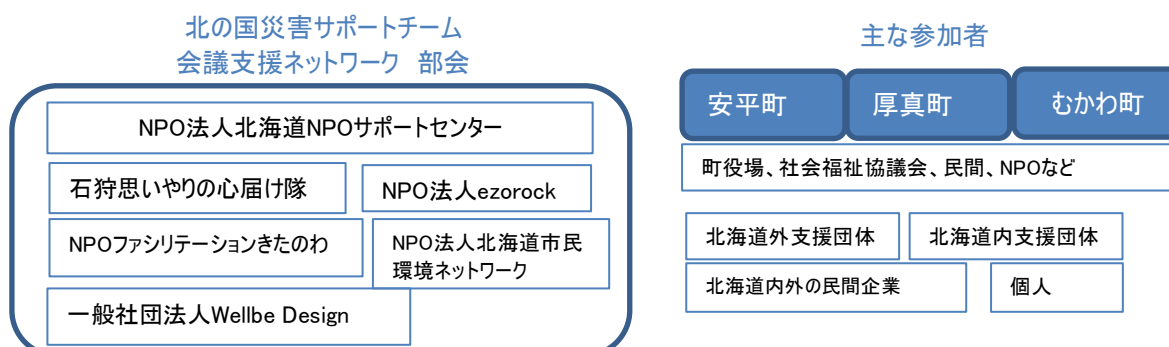 北の国災害サポートチーム
会議支援ネットワーク 部会
NPO法人北海道NPOサポートセンター
石狩思いやりの心届け隊
NPO法人ezorock
NPOファシリテーションきたのわ
NPO法人北海道市民
環境ネットワーク
一般社団法人Wellbe Design
主な参加者
安平町
厚真町
むかわ町
町役場、社会福祉協議会、民間、NPOなど
北海道外支援団体
北海道内支援団体
北海道内外の民間企業
個人